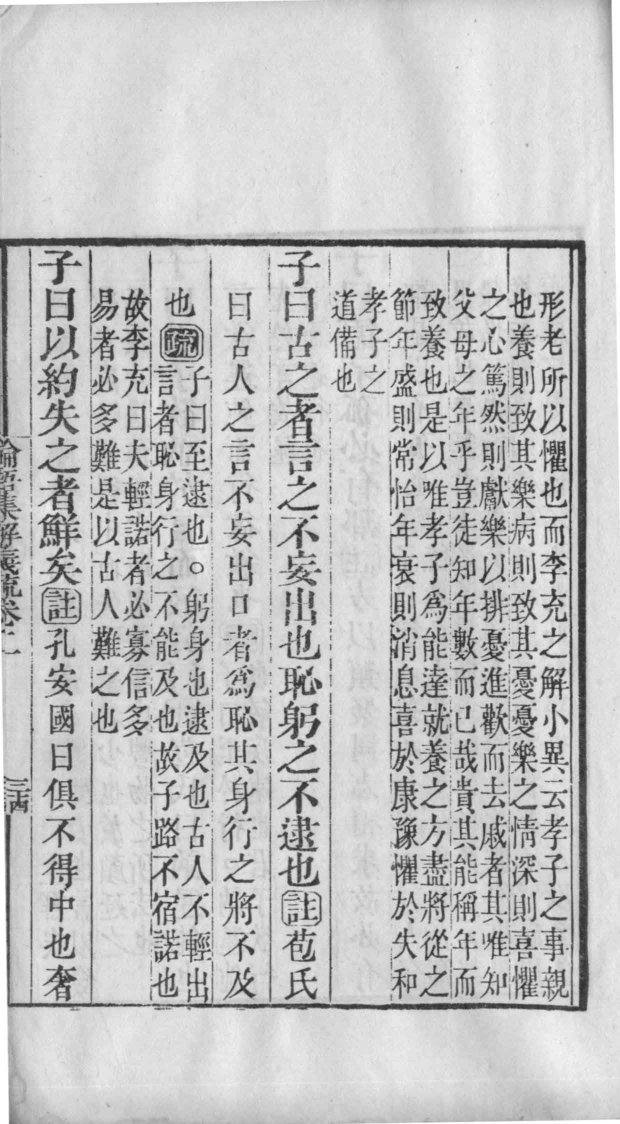 形老所以懼也而李充之解小異云孝子之事親
也養則致其樂病則致其憂憂樂之情深則喜懼
之心篤然則獻樂以排憂進歡而去慼者其唯知
父母之年乎豈徒知年數而已哉貴其能稱年而
致養也是以唯孝子爲能達就養之方盡將從之
節年盛則常怡年衰則消息喜於康豫懼於失和
孝子之
道備也
子曰古之者言之不妄出也恥躬之不逮也註苞氏
曰古人之言不妄出口者爲恥其身行之將不及
也疏
子曰至逮也○躬身也逮及也古人不輕出
言者恥身行之不能及也故子路不宿諾也
故李充曰夫輕諾者必寡信多
易者必多難是以古人難之也
子曰以約失之者鮮矣註孔安國曰俱不得中也奢
論語集解義疏卷二
三十四